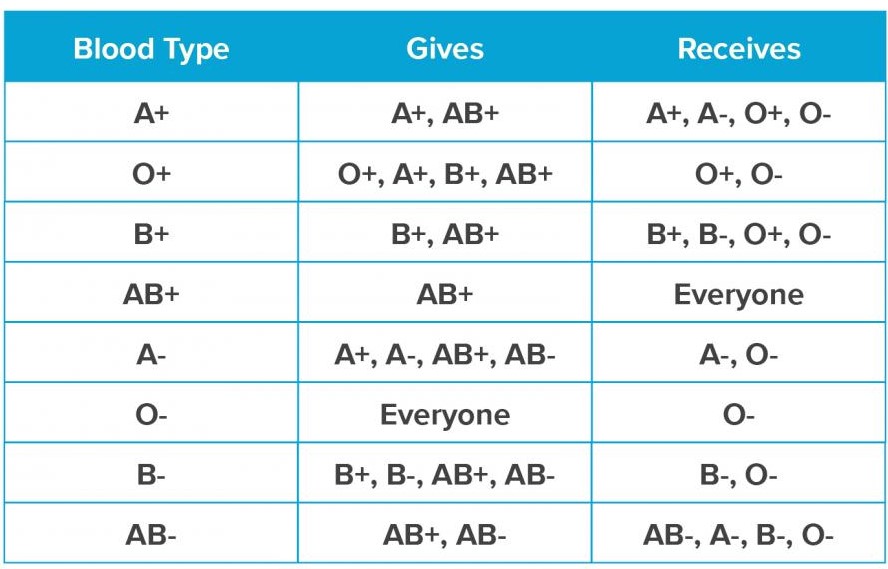 Blood Type Gives Receives
A+ A+, AB+ A+, A-, O+, O-
O+ O+, A+, B+, AB+ O+, O-
B+ B+, AB+ B+, B-, O+, O-
AB+ AB+ Everyone
A- A+, A-, AB+, AB- A-, O-
O- Everyone O-
B- B+, B-, AB+, AB- B-, O-
AB- AB+, AB- AB-, A-, B-, O-